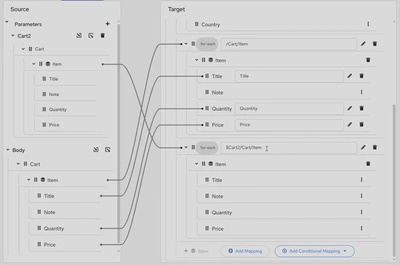 Source
Parameters
Cart2
Cart
Item
Title
Note
Quantity
Price
Body
Cart
Item
Title
Note
Quantity
Price
Target
Country
for-each
/Cart/Item
Item
Title
Title
Note
Quantity
Quantity
Price
Price
for-each
$Cart2/Cart/Item
Item
Title
Note
Quantity
Price
Add Mapping
Add Conditional Mapping